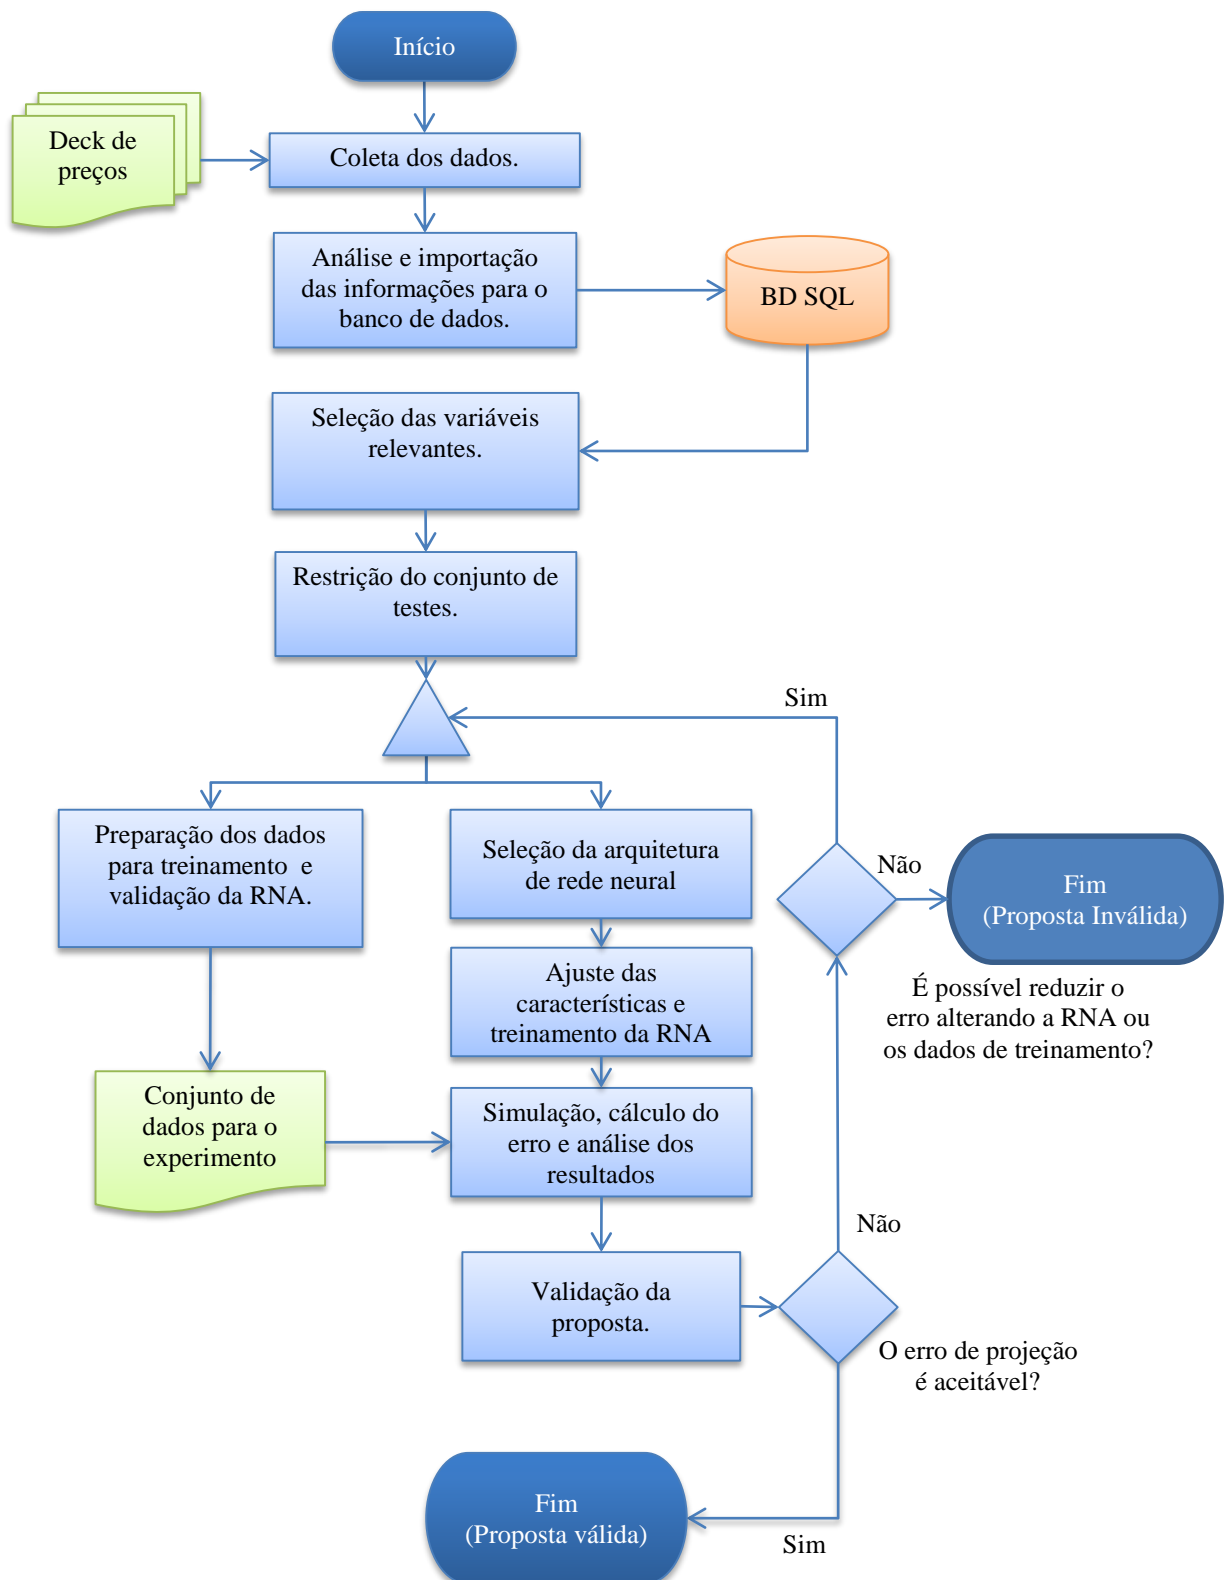 Início
Deck de
preços
Coleta dos dados.
Análise e importação
das informações para o
banco de dados.
BD SQL
Seleção das variáveis
relevantes.
Restrição do conjunto de
testes.
Sim
Preparação dos dados
para treinamento e
validação da RNA.
Seleção da arquitetura
de rede neural
Não
Fim
(Proposta Inválida)
Ajuste das
características e
treinamento da RNA
É possível reduzir o
erro alterando a RNA ou
os dados de treinamento?
Conjunto de
dados para o
experimento
Simulação, cálculo do
erro e análise dos
resultados
Não
Validação da
proposta.
O erro de projeção
é aceitável?
Fim
(Proposta válida)
Sim